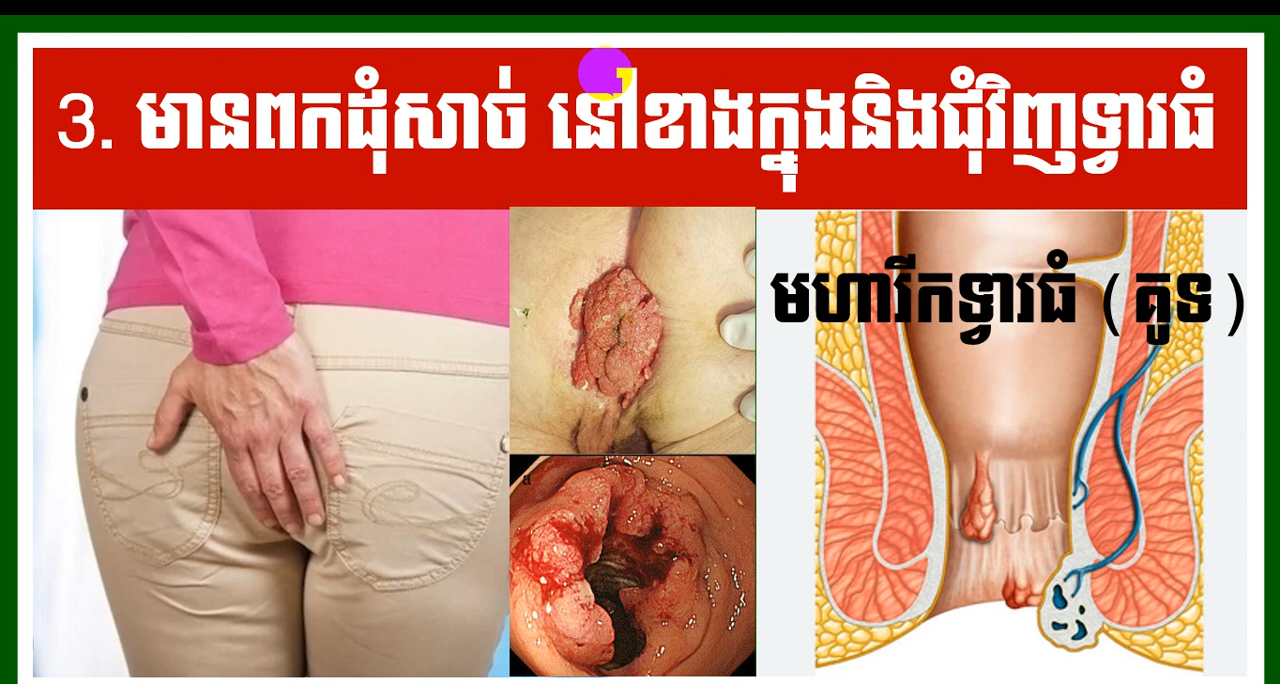 3. មានពកដុំសាច់ នៅខាងក្នុងនិងជុំវិញទ្វារធំ
មហារីកទ្វារធំ (គូទ)
a